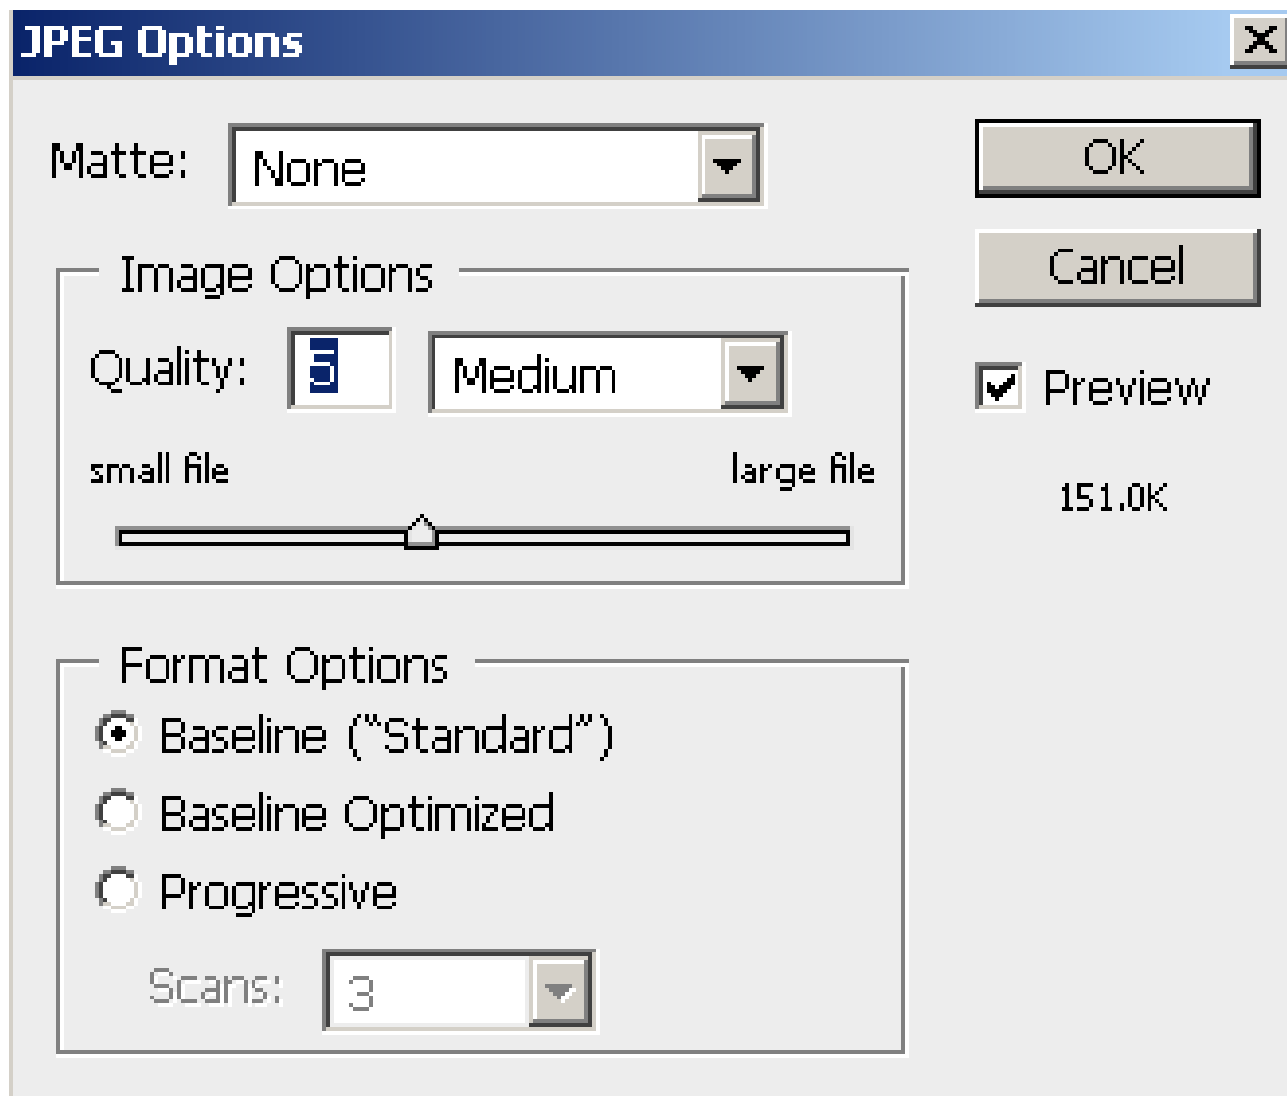 JPEG Options
Matte: None
OK
Cancel
Image Options
Quality: 5 Medium
Preview
small file large file
151.0K
Format Options
Baseline ("Standard")
Baseline Optimized
Progressive
Scans: 3